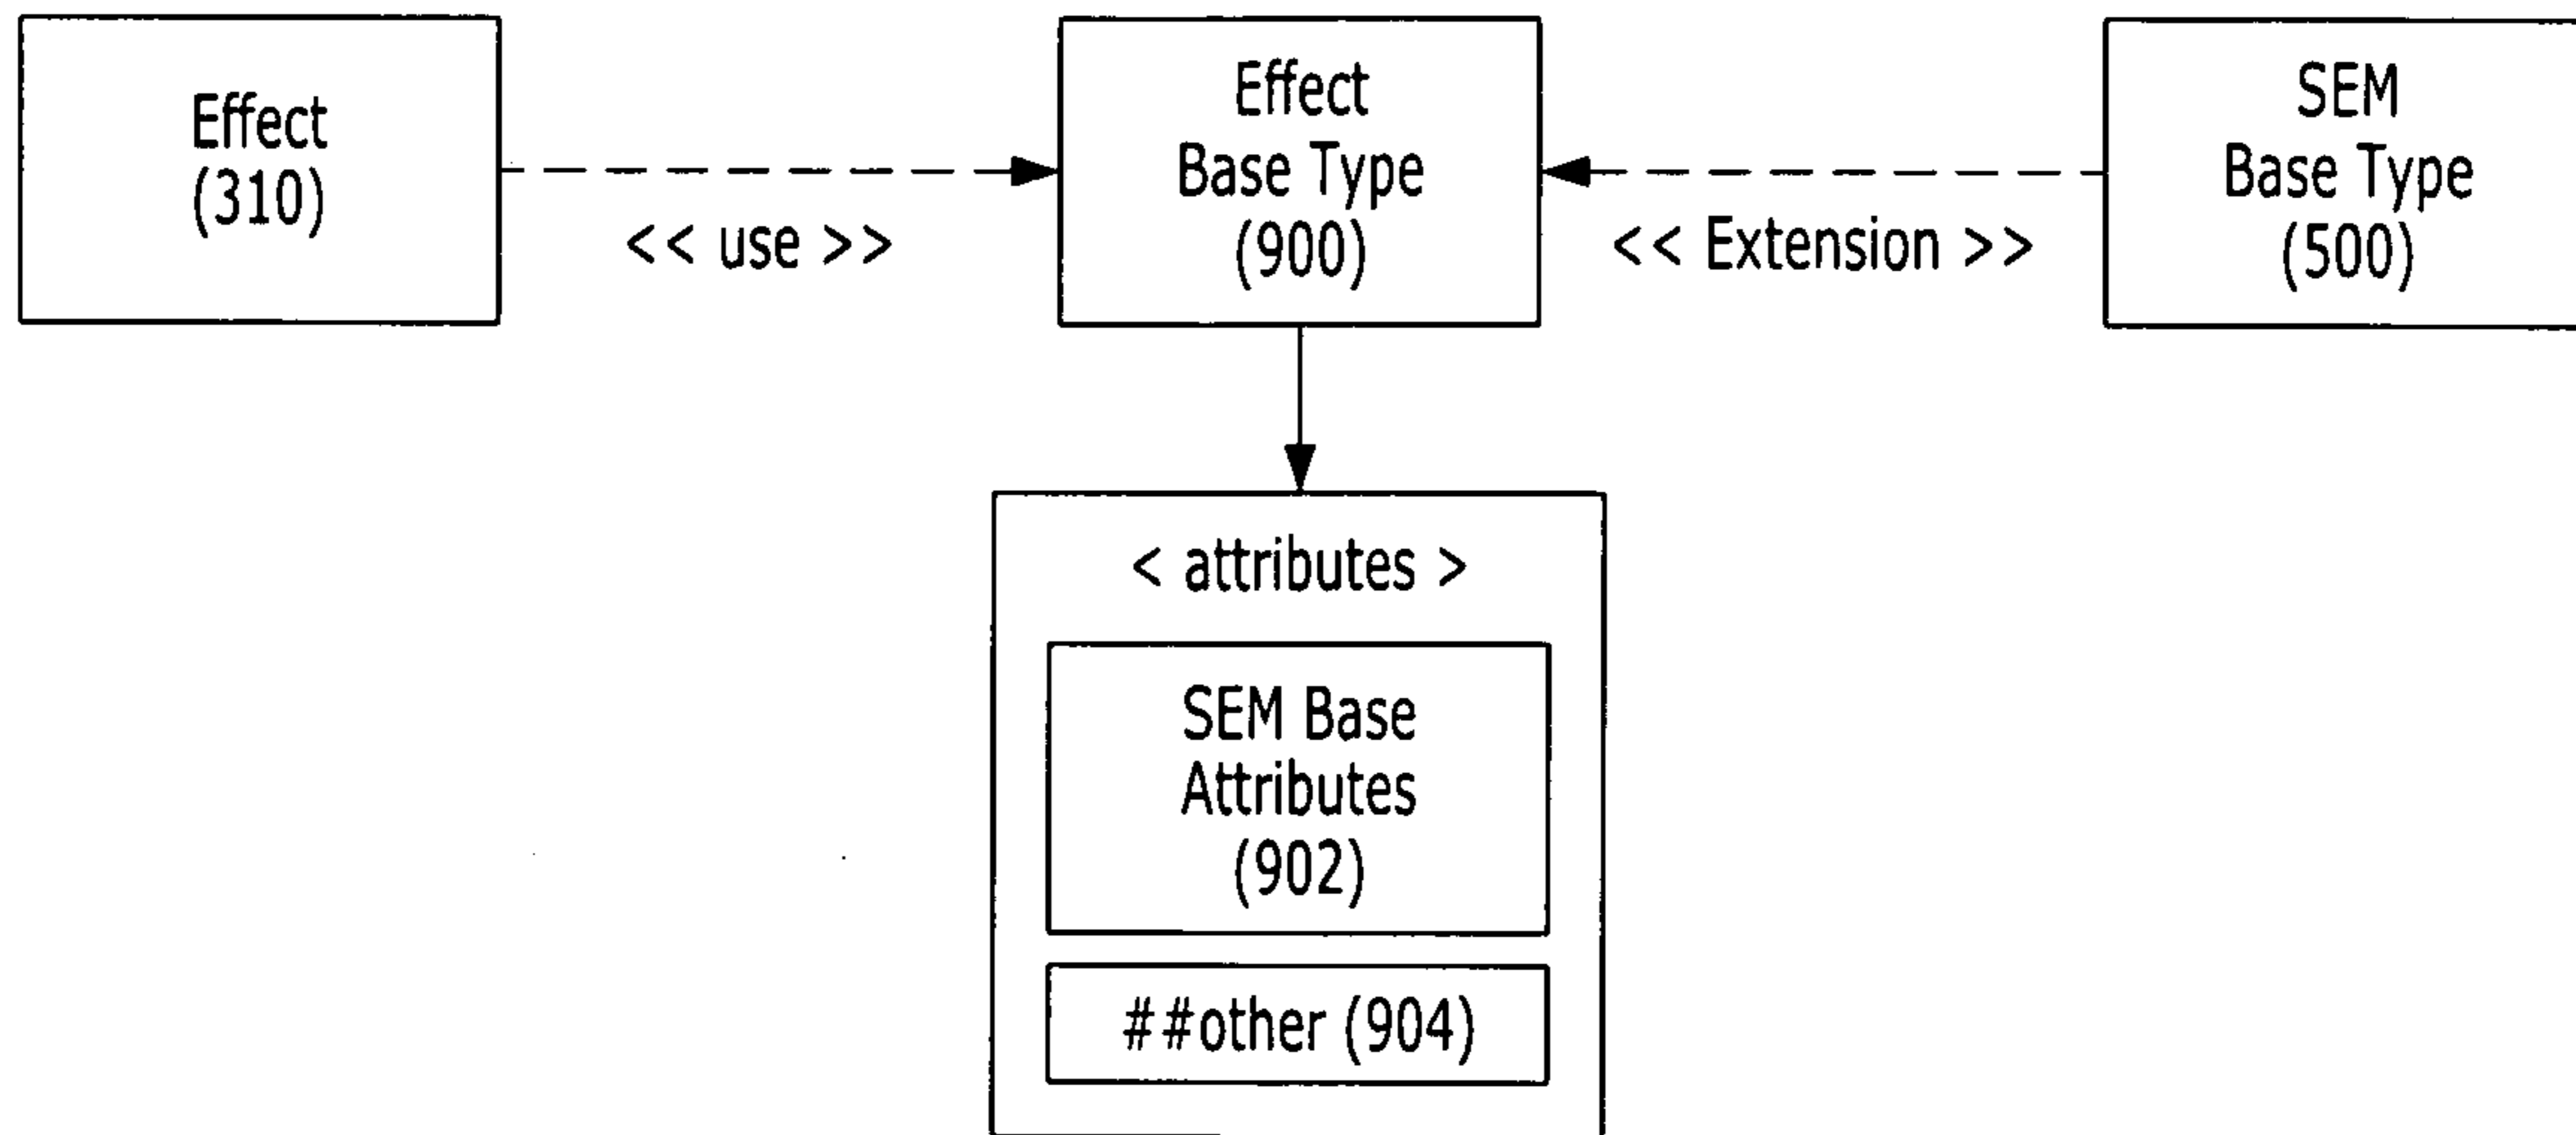 Effect
(310)
<< use >>
Effect
Base Type
(900)
<< Extension >>
SEM
Base Type
(500)
< attributes >
SEM Base
Attributes
(902)
##other (904)